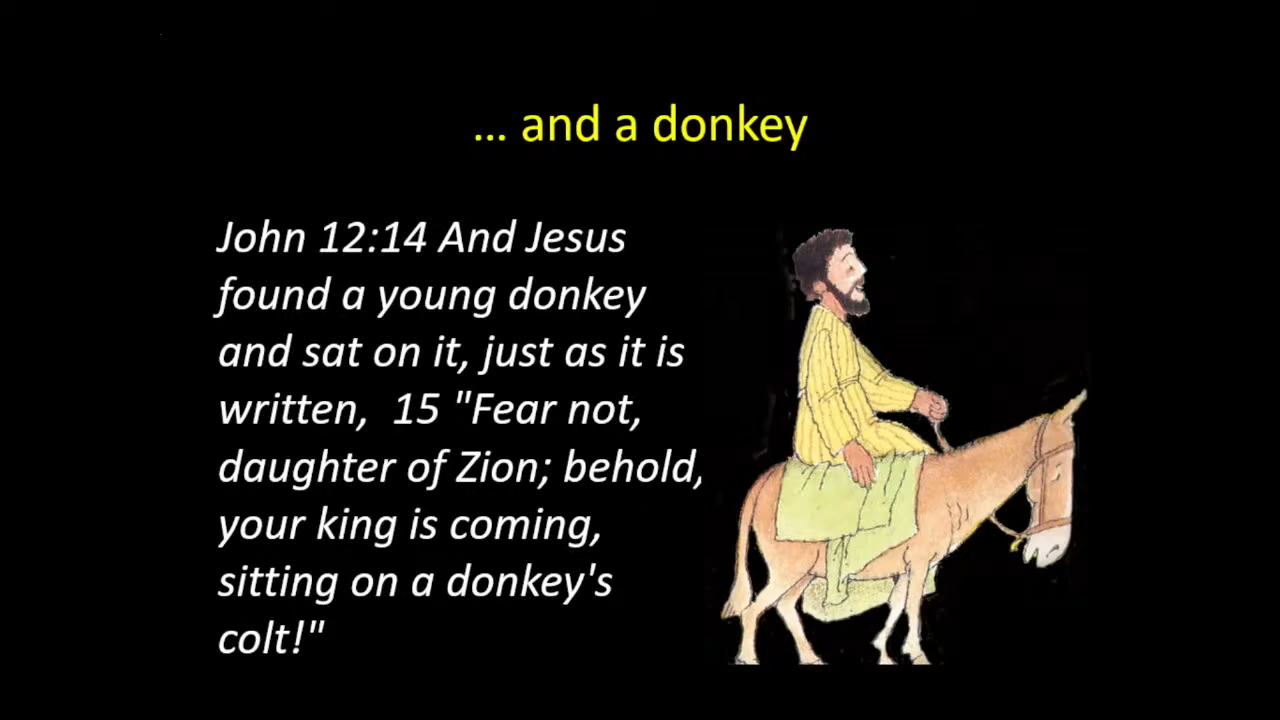 ... and a donkey
John 12:14 And Jesus
found a young donkey
and sat on it, just as it is
written,  15 "Fear not,
daughter of Zion; behold,
your king is coming,
sitting on a donkey's
colt!"